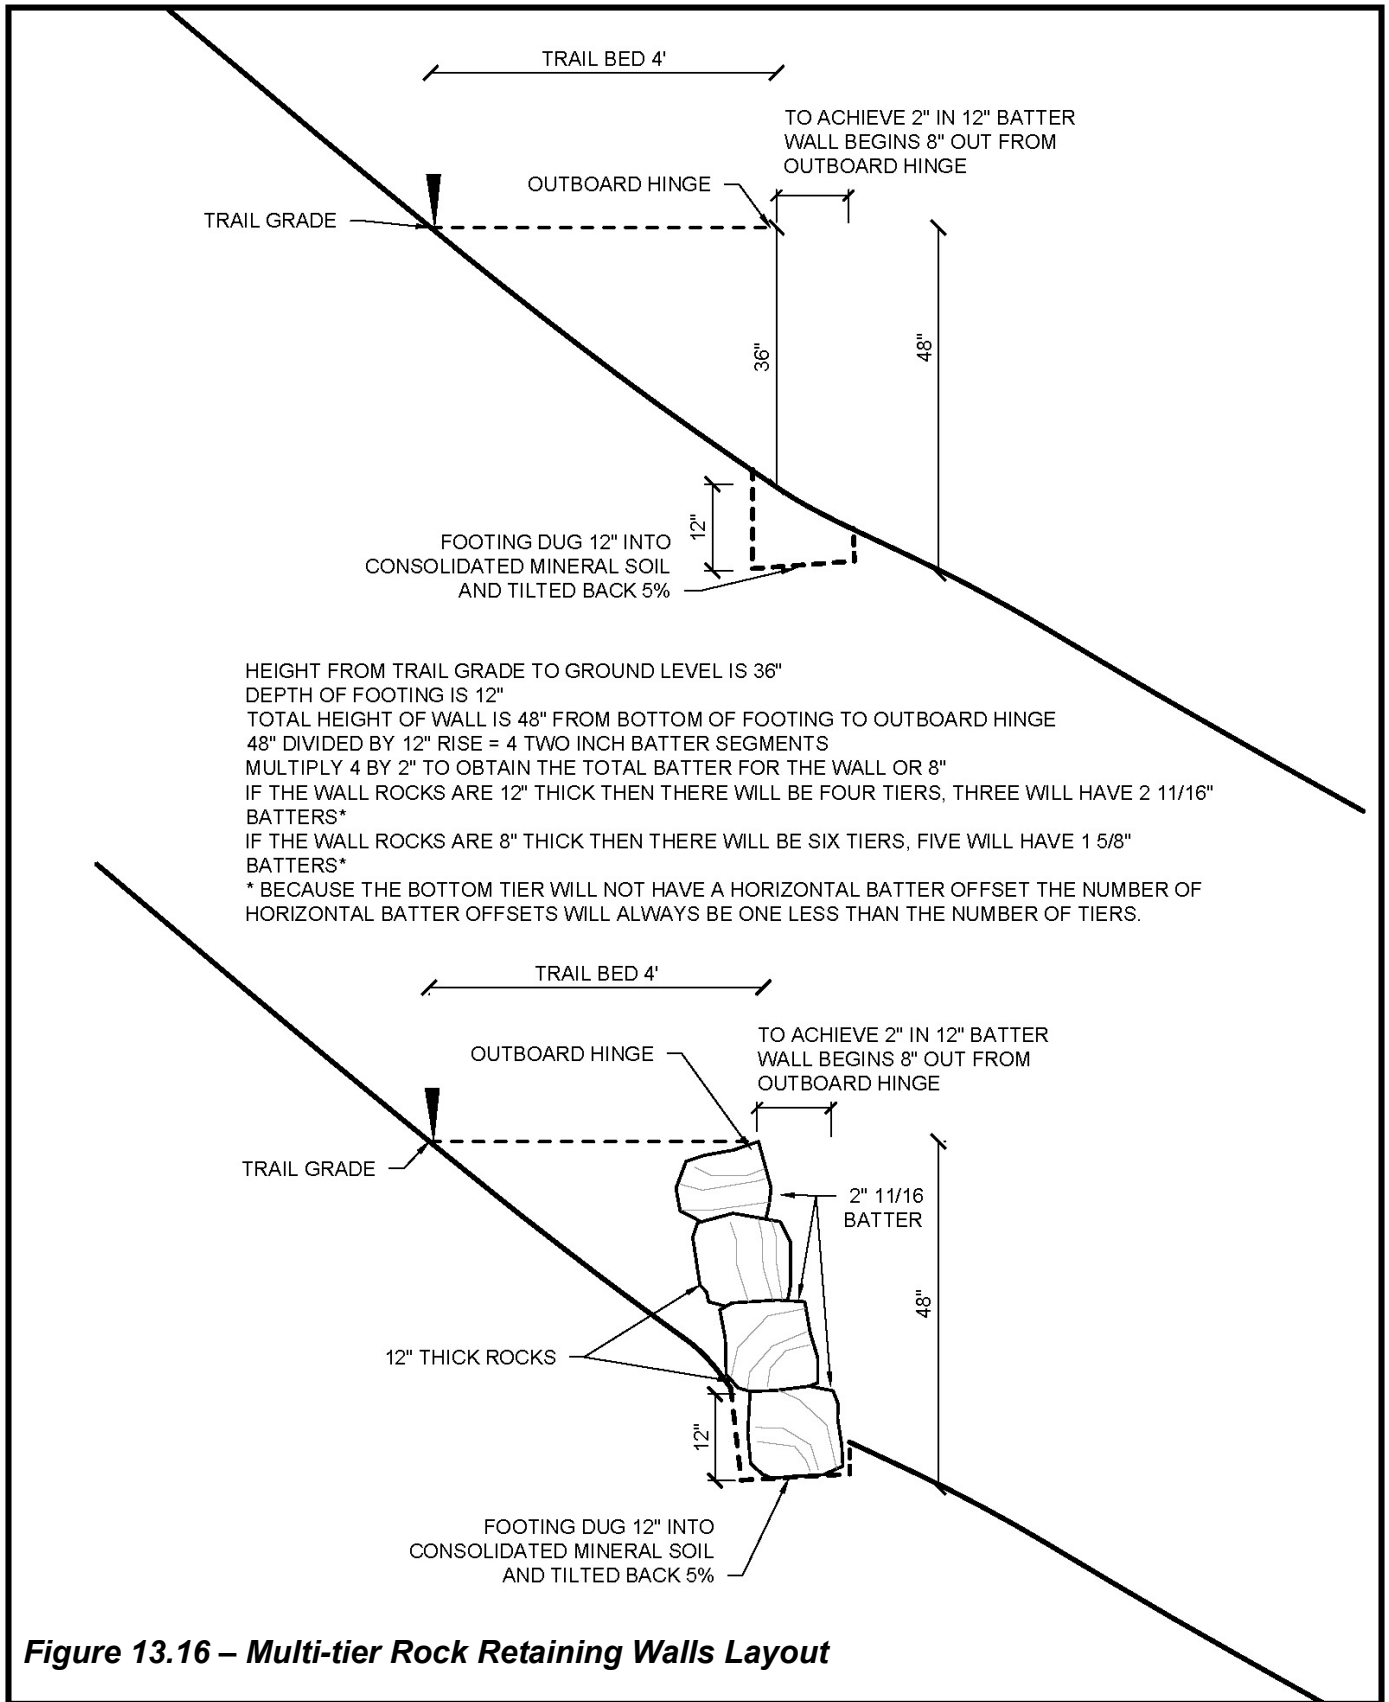 TRAIL BED 4'
TO ACHIEVE 2" IN 12" BATTER
WALL BEGINS 8" OUT FROM
OUTBOARD HINGE
OUTBOARD HINGE
TRAIL GRADE
36"
48"
12"
FOOTING DUG 12" INTO
CONSOLIDATED MINERAL SOIL
AND TILTED BACK 5%
HEIGHT FROM TRAIL GRADE TO GROUND LEVEL IS 36"
DEPTH OF FOOTING IS 12"
TOTAL HEIGHT OF WALL IS 48" FROM BOTTOM OF FOOTING TO OUTBOARD HINGE
48" DIVIDED BY 12" RISE = 4 TWO INCH BATTER SEGMENTS
MULTIPLY 4 BY 2" TO OBTAIN THE TOTAL BATTER FOR THE WALL OR 8"
IF THE WALL ROCKS ARE 12" THICK THEN THERE WILL BE FOUR TIERS, THREE WILL HAVE 2 11/16"
BATTERS*
IF THE WALL ROCKS ARE 8" THICK THEN THERE WILL BE SIX TIERS, FIVE WILL HAVE 1 5/8"
BATTERS*
* BECAUSE THE BOTTOM TIER WILL NOT HAVE A HORIZONTAL BATTER OFFSET THE NUMBER OF
HORIZONTAL BATTER OFFSETS WILL ALWAYS BE ONE LESS THAN THE NUMBER OF TIERS.
TRAIL BED 4'
TO ACHIEVE 2" IN 12" BATTER
WALL BEGINS 8" OUT FROM
OUTBOARD HINGE
OUTBOARD HINGE
TRAIL GRADE
2" 11/16
BATTER
48"
12" THICK ROCKS
12"
FOOTING DUG 12" INTO
CONSOLIDATED MINERAL SOIL
AND TILTED BACK 5%
Figure 13.16 – Multi-tier Rock Retaining Walls Layout